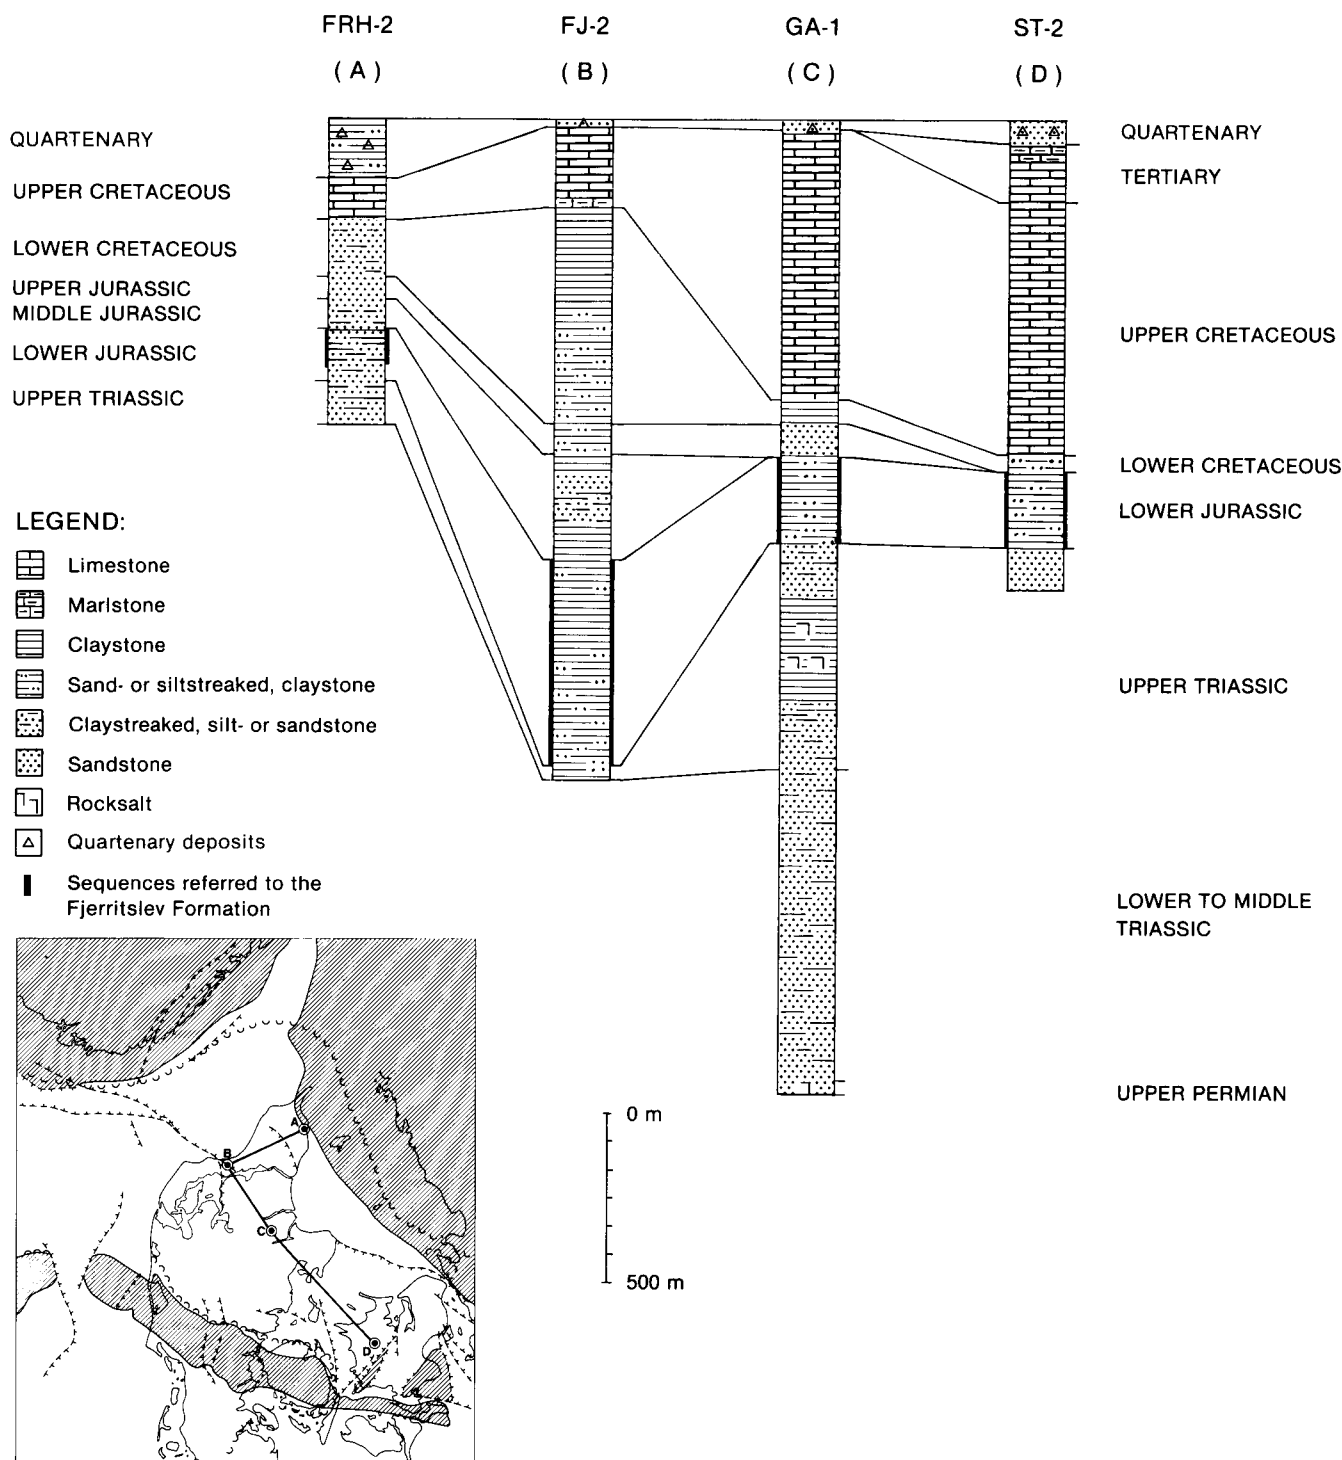 FRH-2 FJ-2 GA-1 ST-2
(A) (B) (C) (D)
QUARTENARY
UPPER CRETACEOUS
LOWER CRETACEOUS
UPPER JURASSIC
MIDDLE JURASSIC
LOWER JURASSIC
UPPER TRIASSIC
QUARTENARY
TERTIARY
UPPER CRETACEOUS
LOWER CRETACEOUS
LOWER JURASSIC
UPPER TRIASSIC
LOWER TO MIDDLE
TRIASSIC
UPPER PERMIAN
LEGEND:
Limestone
Marlstone
Claystone
Sand- or siltstreaked, claystone
Claystreaked, silt- or sandstone
Sandstone
Rocksalt
Quartenary deposits
Sequences referred to the
Fjerritslev Formation
A
B
C
D
0 m
500 m